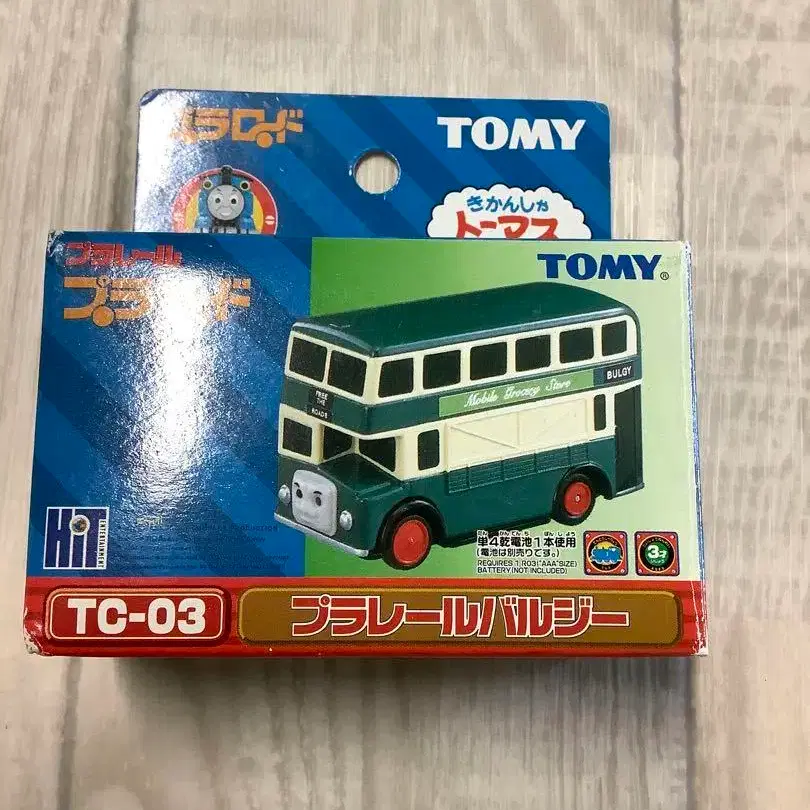 プラロード
TOMY
きかんしゃ
トーマス
プラレール
プラロード
TOMY®
FREE
THE
ROADS
Mobile Grocery Store
BULGY
HiT
ENTERTAINMENT
単4乾電池1本使用
(電池は別売りです。)
REQUIRES 1 R03("AAA"SIZE)
BATTERY(NOT INCLUDED)
3才
TC-03
プラレールバルジー